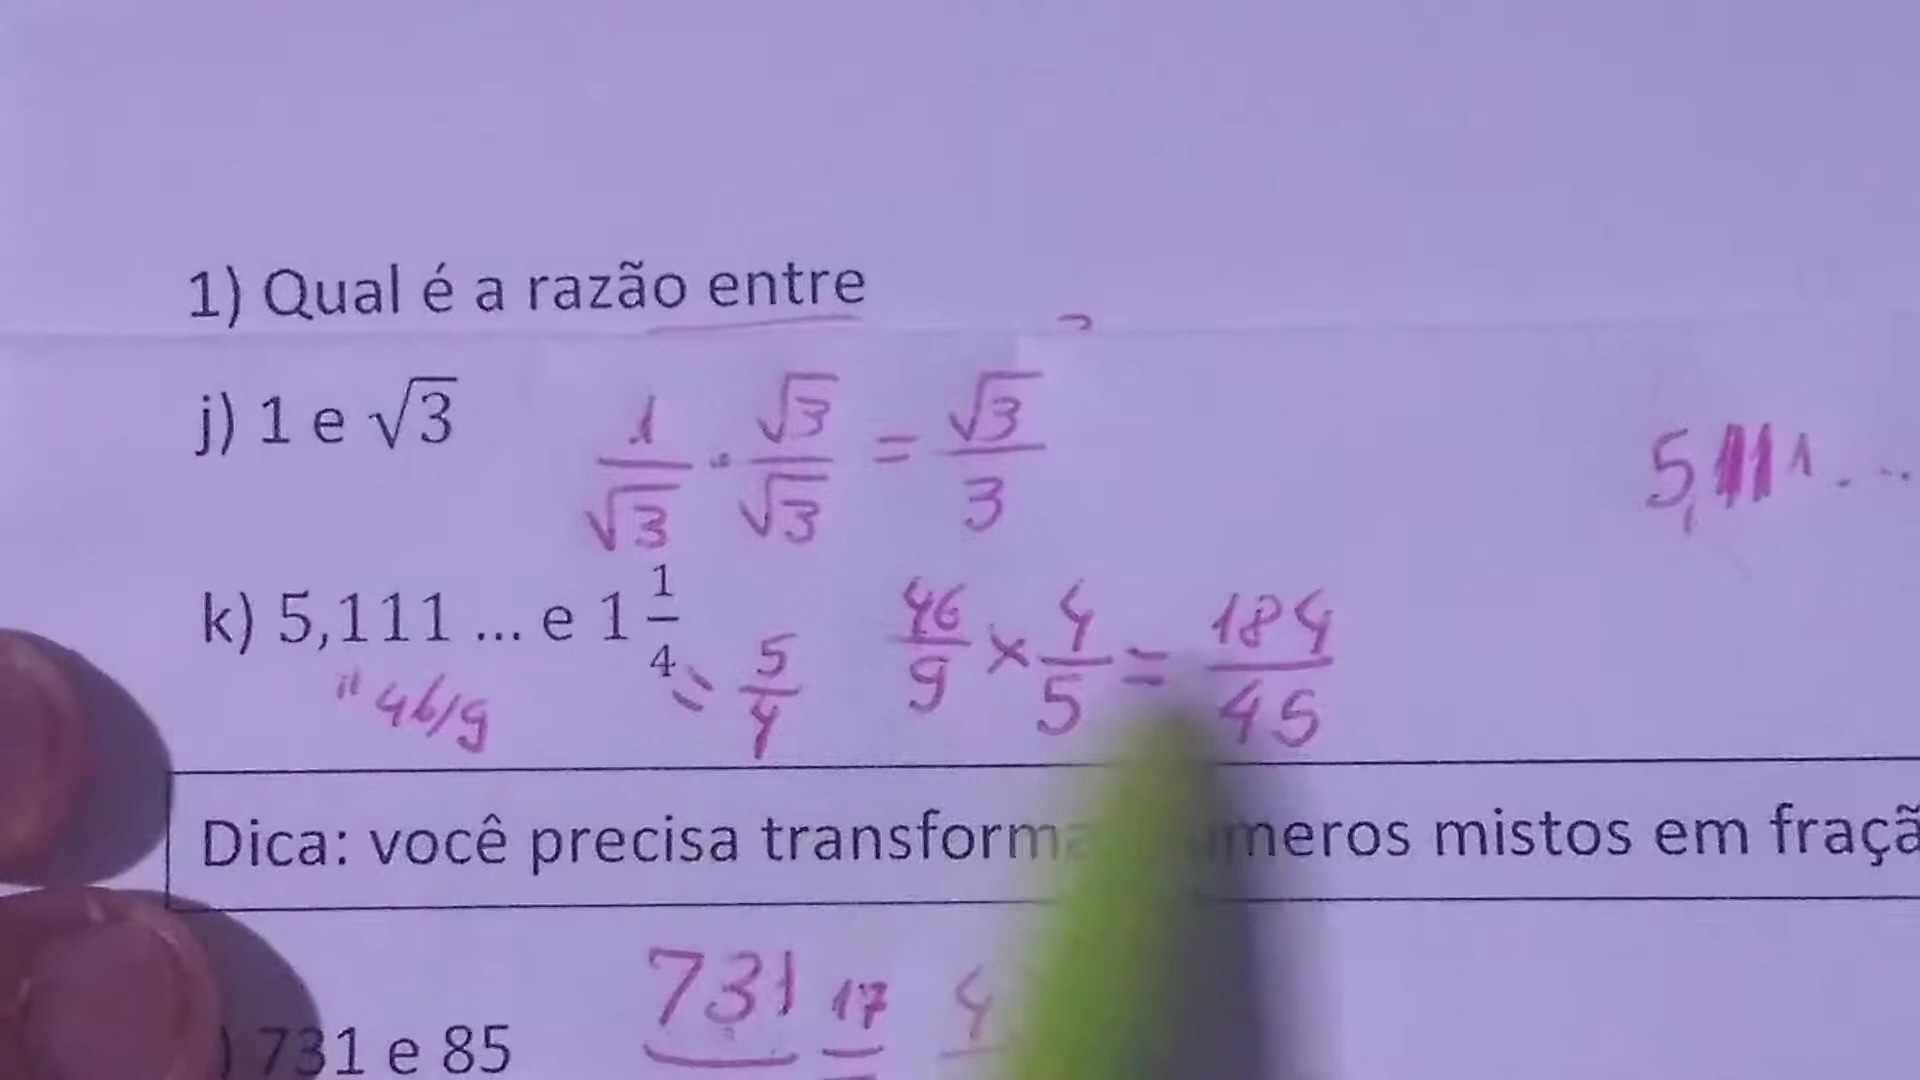 1) Qual é a razão entre
j) 1 e √3 1/√3 · √3/√3 = √3/3
5,111...
k) 5,111 ... e 1 1/4 = 5/4 46/9 × 4/5 = 184/45
" 46/9
Dica: você precisa meros mistos em
) 731 e 85 731 17 4